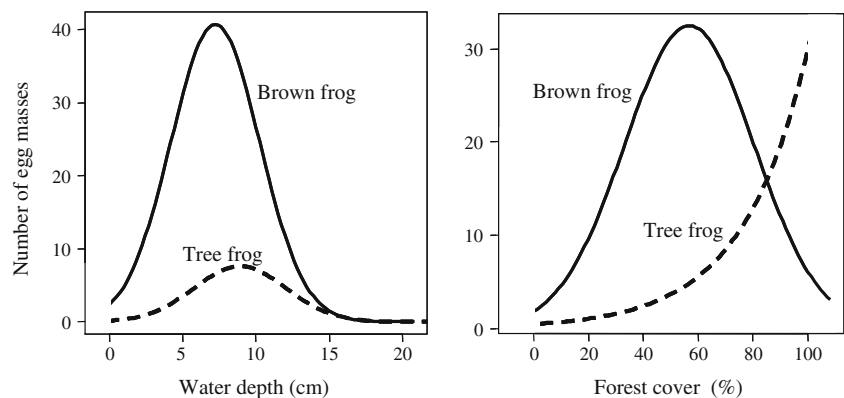 Number of egg masses
40
30
20
10
0
Brown frog
Tree frog
0 5 10 15 20
Water depth (cm)
30
20
10
0
Brown frog
Tree frog
0 20 40 60 80 100
Forest cover (%)